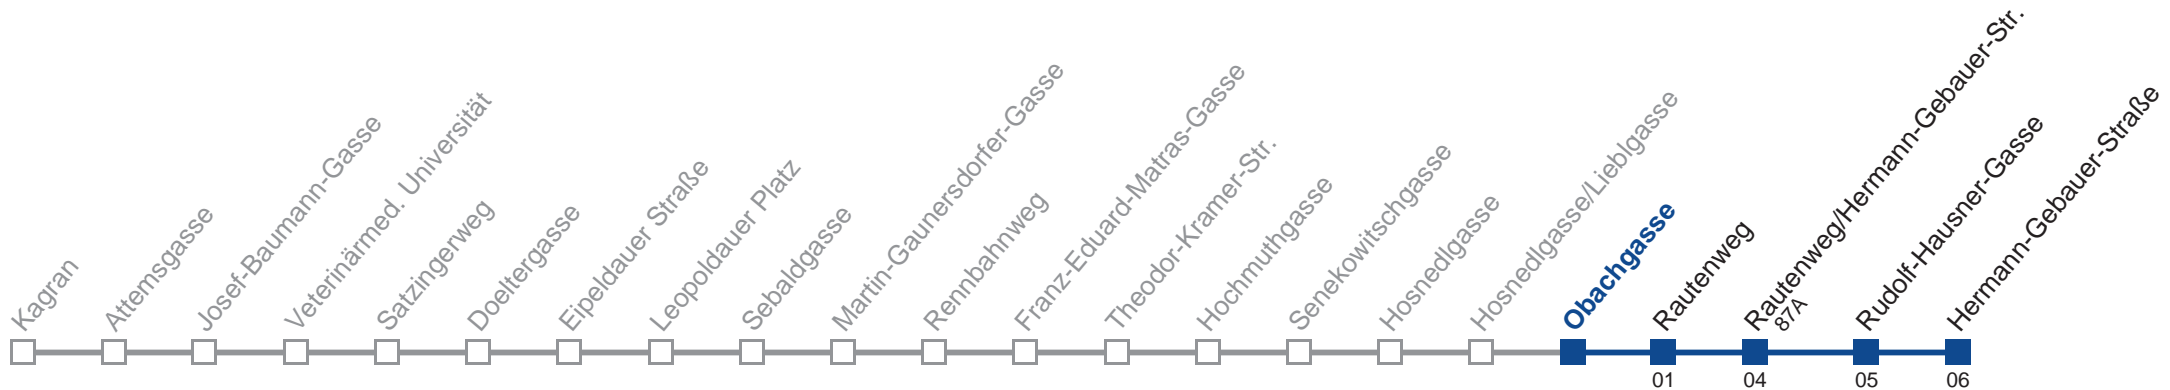 Kagran
Attemsgasse
Josef-Baumann-Gasse
Veterinärmed. Universität
Satzingerweg
Doeltergasse
Eipeldauer Straße
Leopoldauer Platz
Sebaldgasse
Martin-Gaunersdorfer-Gasse
Rennbahnweg
Franz-Eduard-Matras-Gasse
Theodor-Kramer-Str.
Hochmuthgasse
Senekowitschgasse
Hosnedlgasse
Hosnedlgasse/Lieblgasse
Obachgasse
Rautenweg
Rautenweg/Hermann-Gebauer-Str.
87A
Rudolf-Hausner-Gasse
Hermann-Gebauer-Straße
01
04
05
06